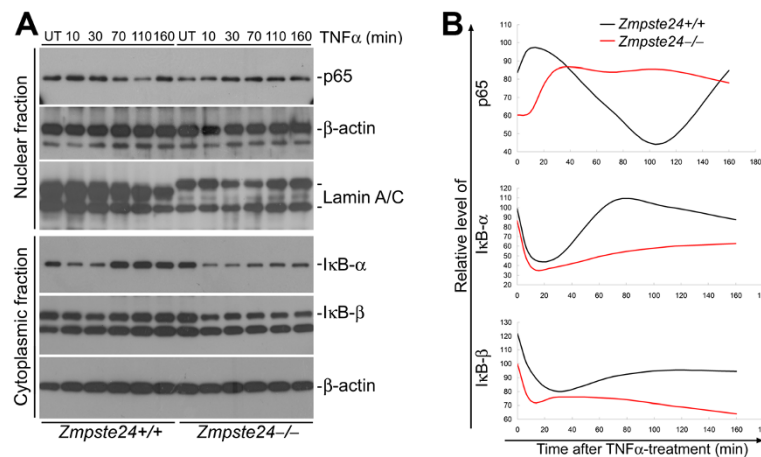 A
UT 10 30 70 110 160 UT 10 30 70 110 160 TNFα (min)
Nuclear fraction
-p65
β-actin
Lamin A/C
Cytoplasmic fraction
-IκB-α
-IκB-β
-β-actin
Zmpste24+/+ Zmpste24–/–
B
Zmpste24+/+
Zmpste24–/–
Relative level of
p65
100
90
80
70
60
50
40
0 20 40 60 80 100 120 140 160 180
IκB-α
120
110
100
90
80
70
60
50
40
30
20
0 20 40 60 80 100 120 140 160
IκB-β
130
120
110
100
90
80
70
60
0 20 40 60 80 100 120 140 160
Time after TNFα-treatment (min)